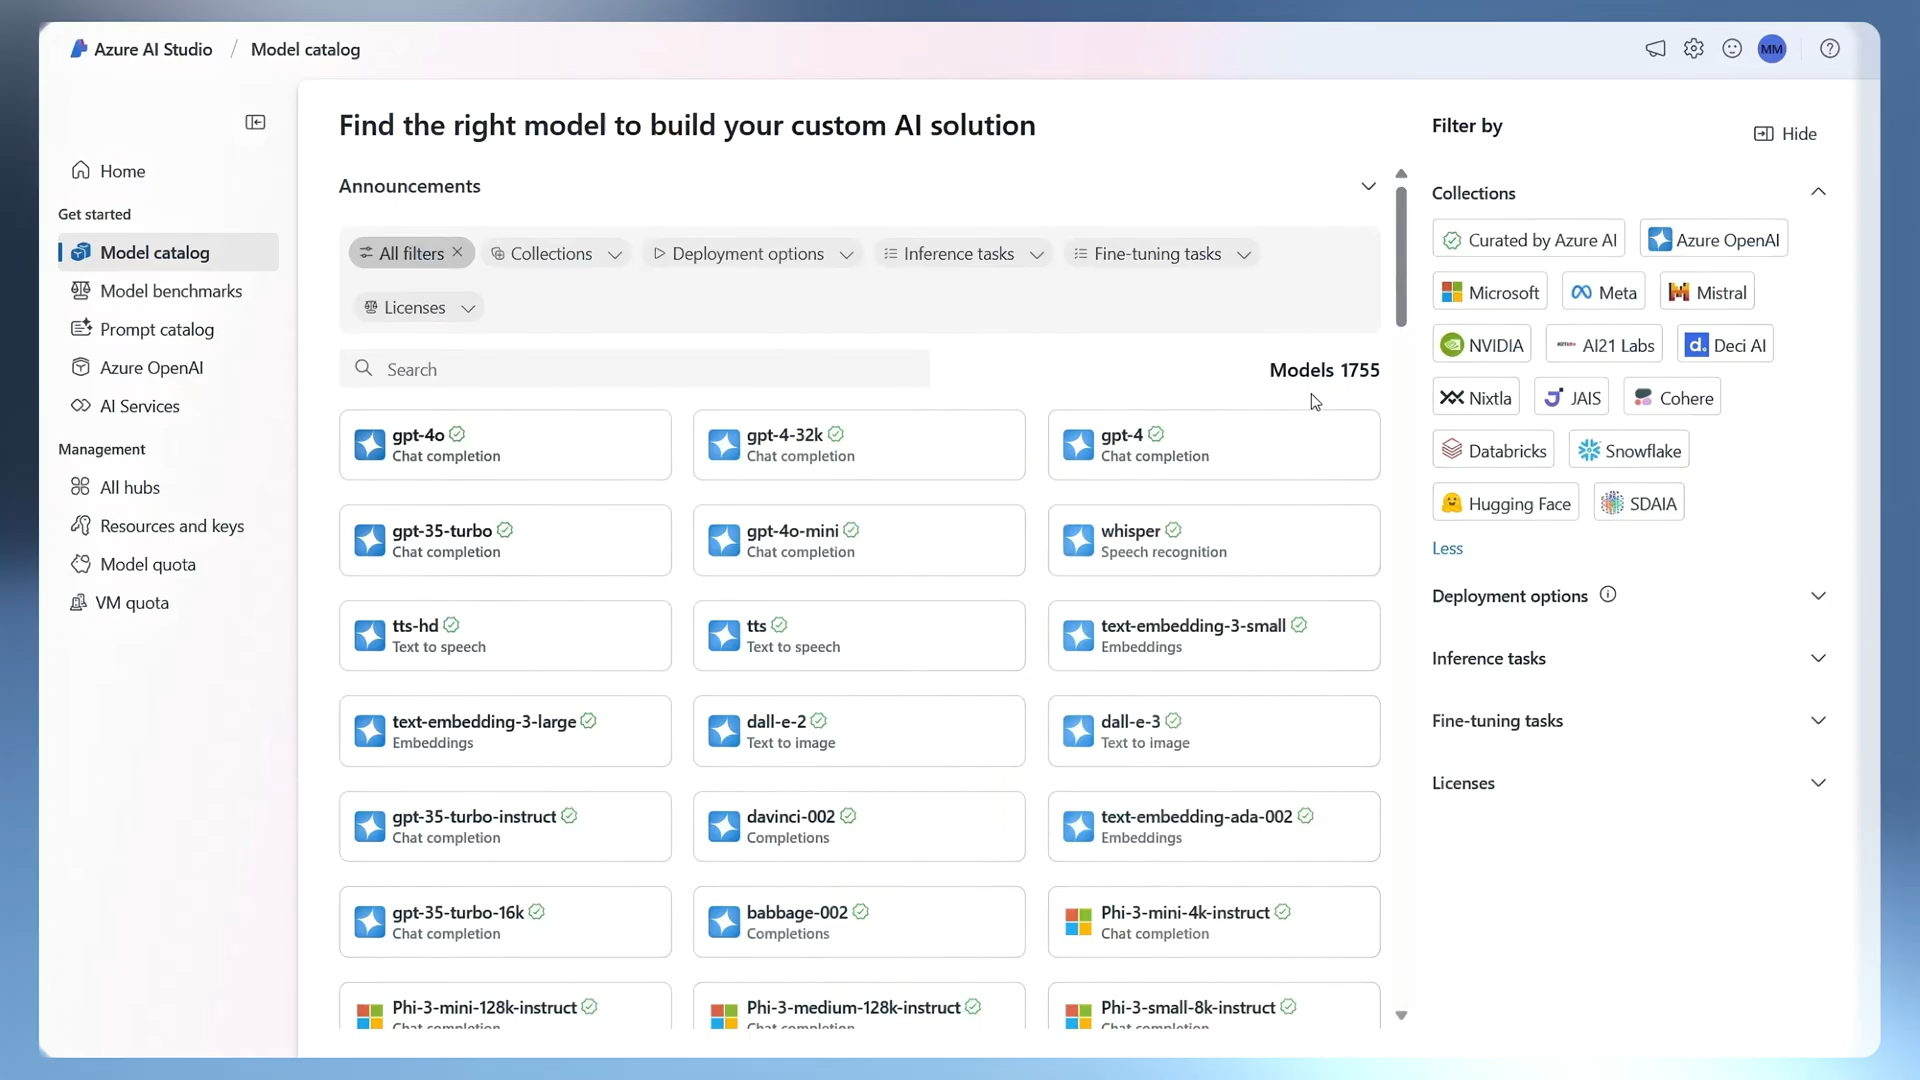 Azure AI Studio / Model catalog
MM
Home
Get started
Model catalog
Model benchmarks
Prompt catalog
Azure OpenAI
AI Services
Management
All hubs
Resources and keys
Model quota
VM quota
Find the right model to build your custom AI solution
Announcements
All filters Collections Deployment options Inference tasks Fine-tuning tasks
Licenses
Search
Models 1755
gpt-4o
Chat completion
gpt-4-32k
Chat completion
gpt-4
Chat completion
gpt-35-turbo
Chat completion
gpt-4o-mini
Chat completion
whisper
Speech recognition
tts-hd
Text to speech
tts
Text to speech
text-embedding-3-small
Embeddings
text-embedding-3-large
Embeddings
dall-e-2
Text to image
dall-e-3
Text to image
gpt-35-turbo-instruct
Chat completion
davinci-002
Completions
text-embedding-ada-002
Embeddings
gpt-35-turbo-16k
Chat completion
babbage-002
Completions
Phi-3-mini-4k-instruct
Chat completion
Phi-3-mini-128k-instruct
Chat completion
Phi-3-medium-128k-instruct
Chat completion
Phi-3-small-8k-instruct
Chat completion
Filter by
Hide
Collections
Curated by Azure AI Azure OpenAI
Microsoft Meta Mistral
NVIDIA AI21 Labs Deci AI
Nixtla JAIS Cohere
Databricks Snowflake
Hugging Face SDAIA
Less
Deployment options
Inference tasks
Fine-tuning tasks
Licenses